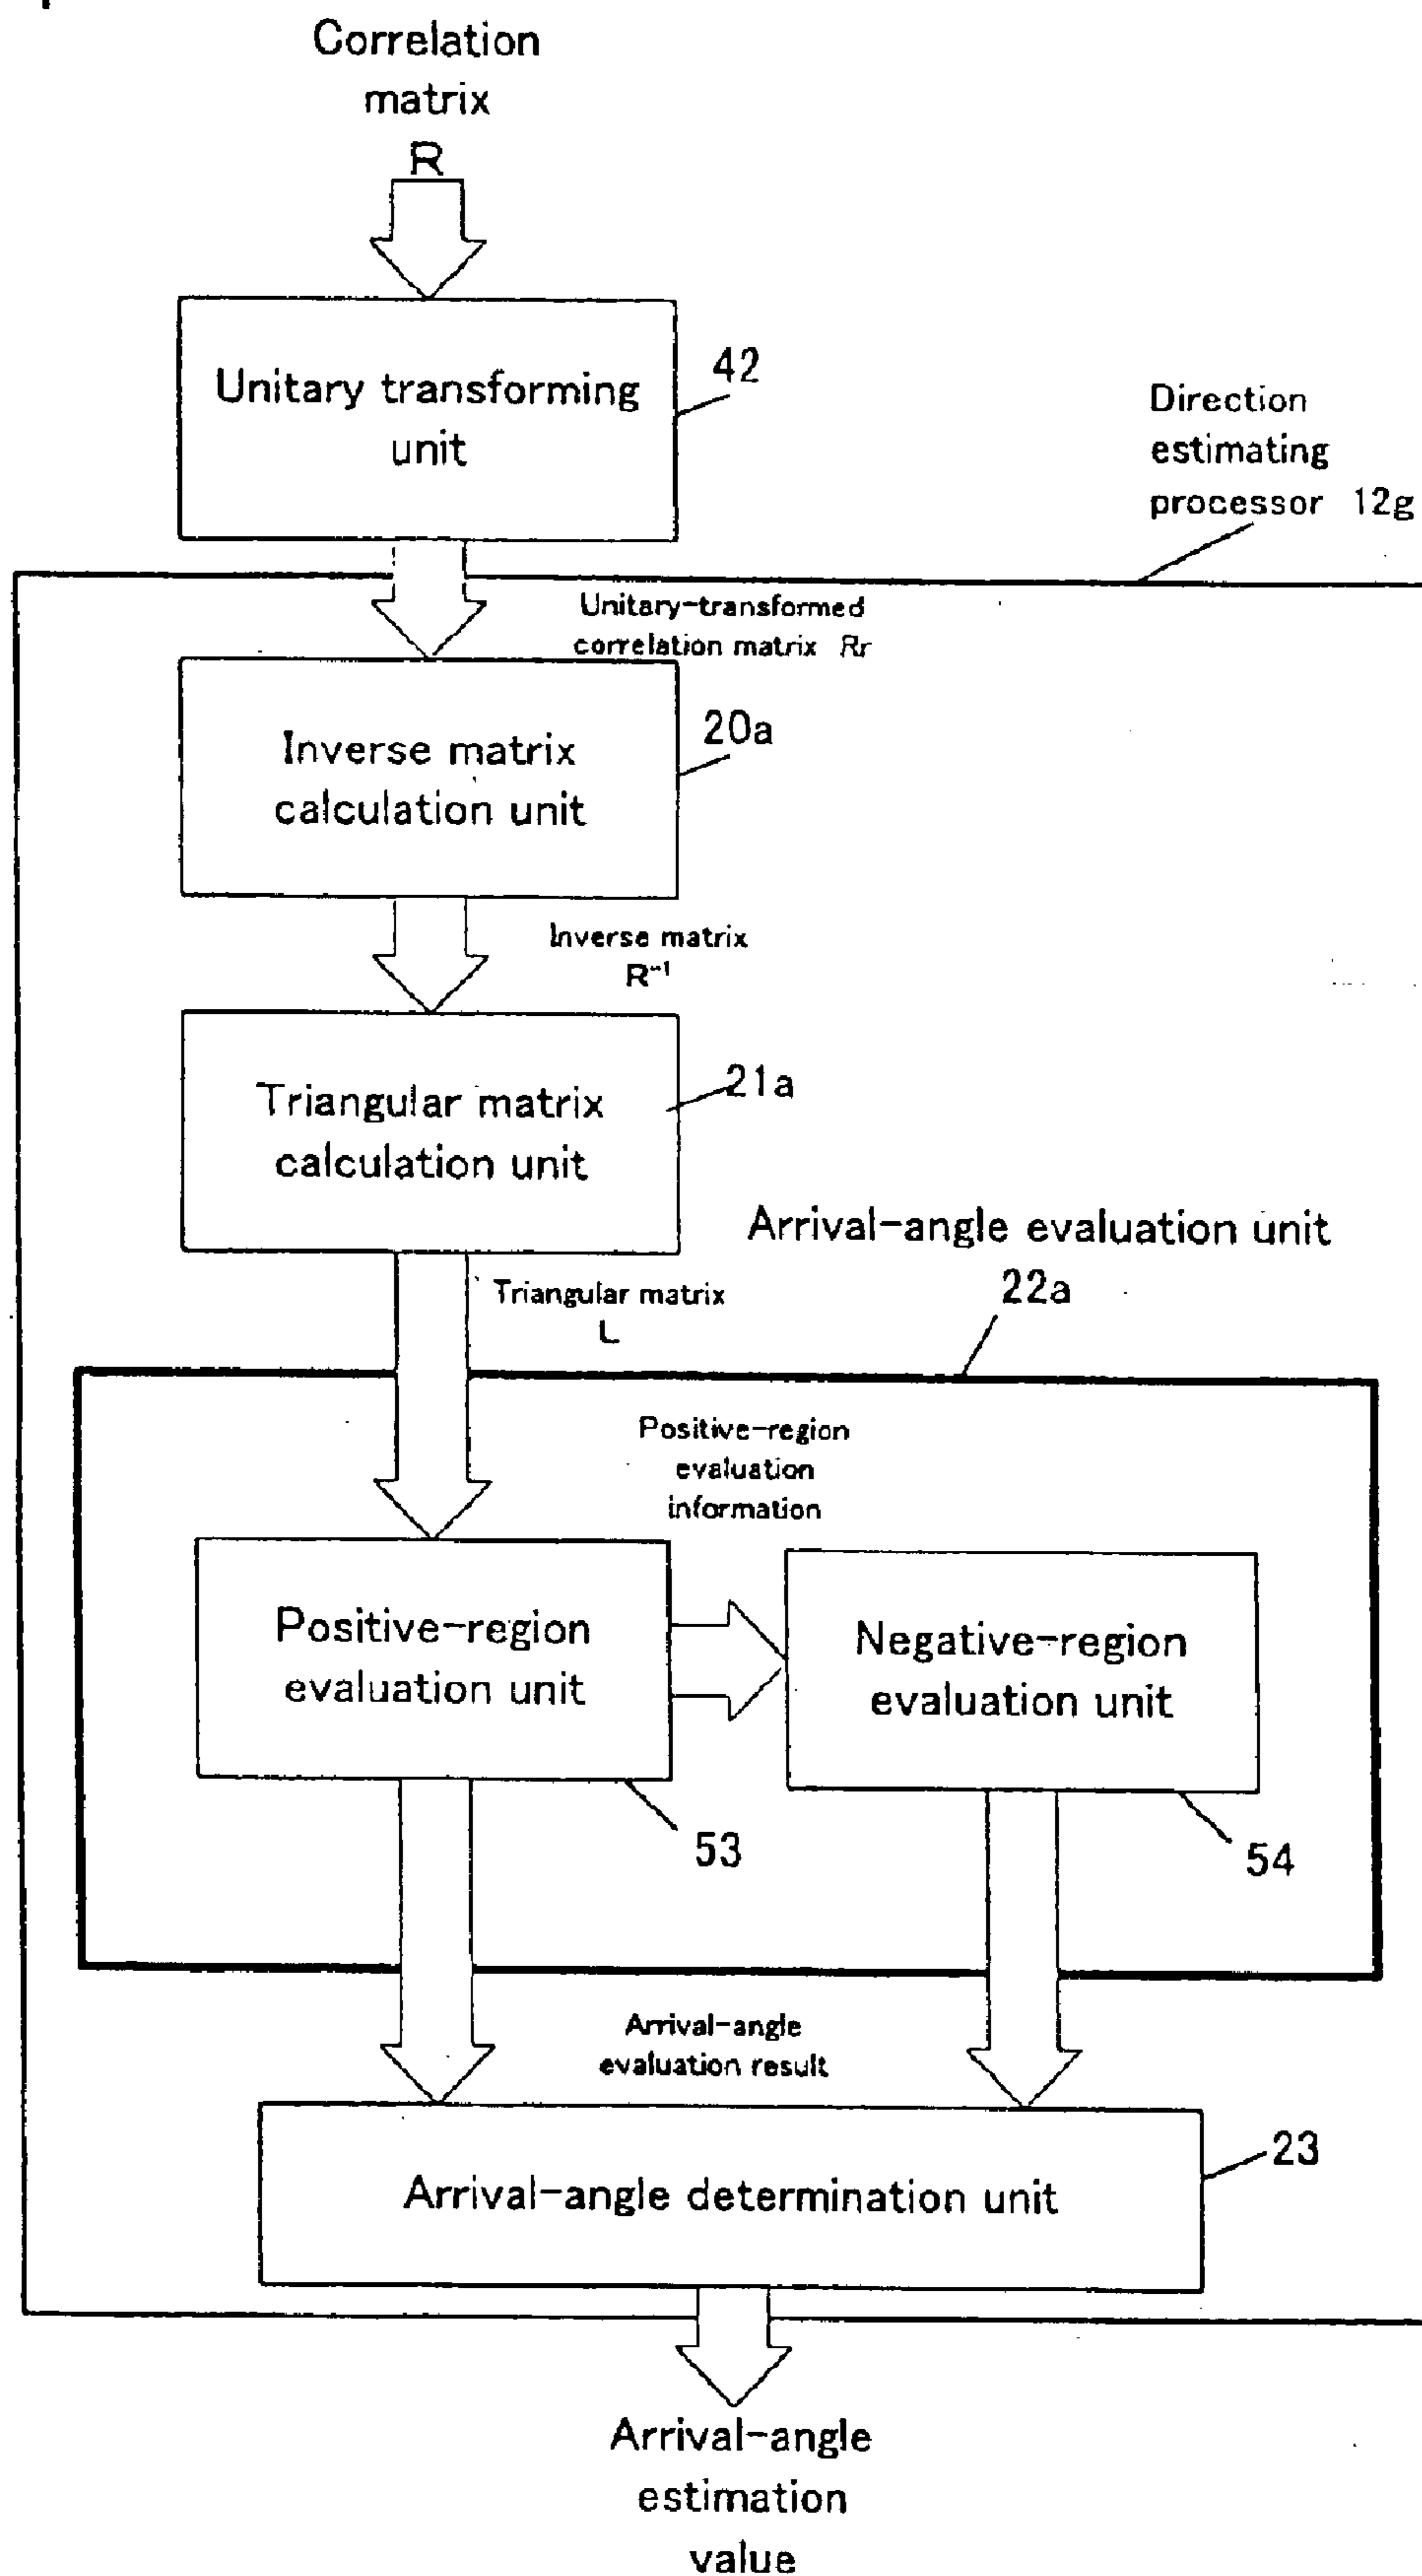 Correlation
matrix
R
Unitary transforming
unit
42
Direction
estimating
processor 12g
Unitary-transformed
correlation matrix Rr
Inverse matrix
calculation unit
20a
Inverse matrix
R⁻¹
Triangular matrix
calculation unit
21a
Arrival-angle evaluation unit
22a
Triangular matrix
L
Positive-region
evaluation
information
Positive-region
evaluation unit
Negative-region
evaluation unit
53
54
Arrival-angle
evaluation result
Arrival-angle determination unit
23
Arrival-angle
estimation
value